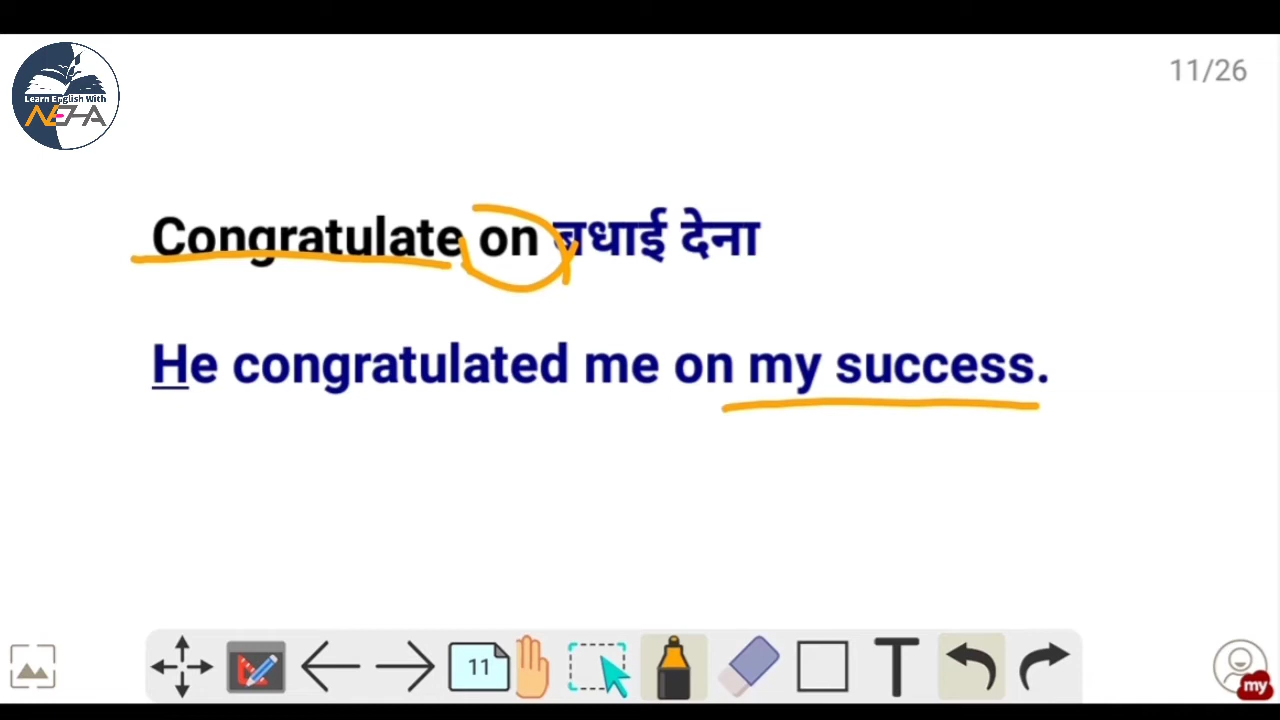 Learn English With
NEHA
11/26
Congratulate on बधाई देना
He congratulated me on my success.
11
T
my